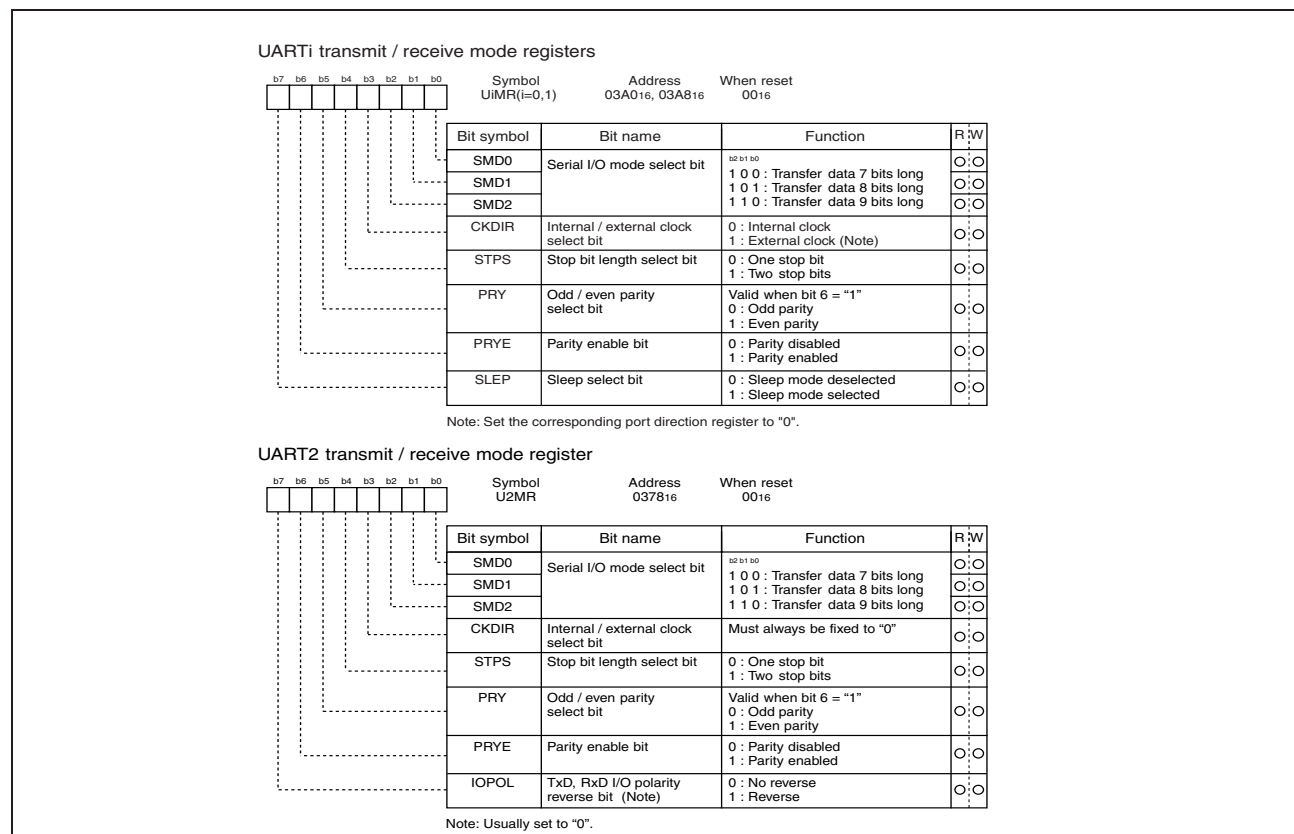 UARTi transmit / receive mode registers
b7 b6 b5 b4 b3 b2 b1 b0
Symbol Address When reset
UiMR(i=0,1) 03A016, 03A816 0016
Bit symbol Bit name Function R W
SMD0 Serial I/O mode select bit b2 b1 b0
1 0 0 : Transfer data 7 bits long
SMD1 1 0 1 : Transfer data 8 bits long
SMD2 1 1 0 : Transfer data 9 bits long
CKDIR Internal / external clock 0 : Internal clock
select bit 1 : External clock (Note)
STPS Stop bit length select bit 0 : One stop bit
1 : Two stop bits
PRY Odd / even parity Valid when bit 6 = “1”
select bit 0 : Odd parity
1 : Even parity
PRYE Parity enable bit 0 : Parity disabled
1 : Parity enabled
SLEP Sleep select bit 0 : Sleep mode deselected
1 : Sleep mode selected
Note: Set the corresponding port direction register to "0".
UART2 transmit / receive mode register
b7 b6 b5 b4 b3 b2 b1 b0
Symbol Address When reset
U2MR 037816 0016
Bit symbol Bit name Function R W
SMD0 Serial I/O mode select bit b2 b1 b0
1 0 0 : Transfer data 7 bits long
SMD1 1 0 1 : Transfer data 8 bits long
SMD2 1 1 0 : Transfer data 9 bits long
CKDIR Internal / external clock Must always be fixed to “0”
select bit
STPS Stop bit length select bit 0 : One stop bit
1 : Two stop bits
PRY Odd / even parity Valid when bit 6 = “1”
select bit 0 : Odd parity
1 : Even parity
PRYE Parity enable bit 0 : Parity disabled
1 : Parity enabled
IOPOL TxD, RxD I/O polarity 0 : No reverse
reverse bit (Note) 1 : Reverse
Note: Usually set to “0”.